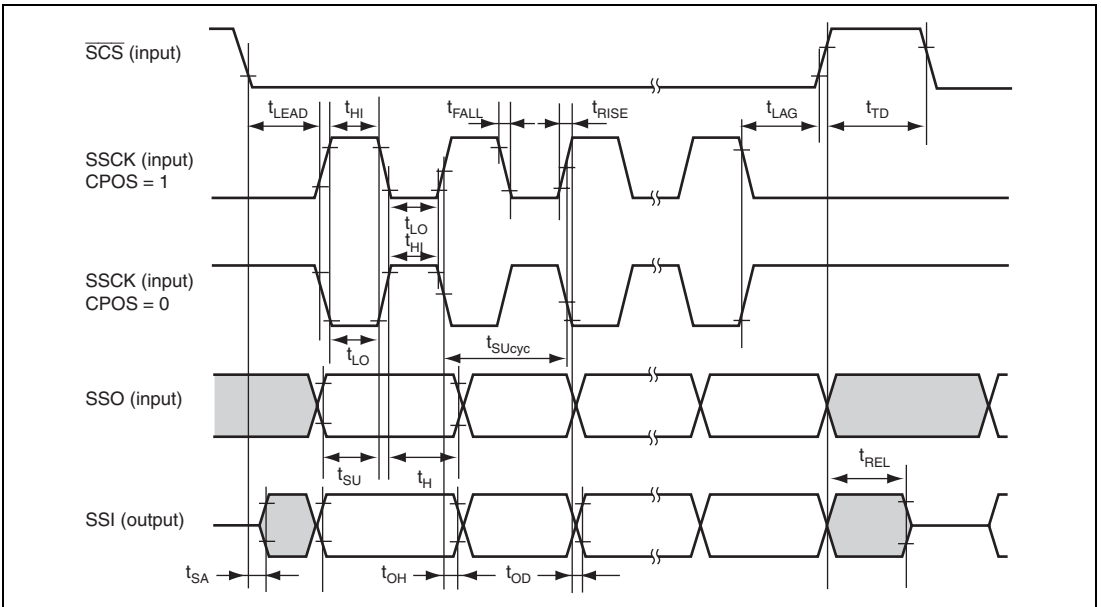 SCS (input)
tLEAD tHI tFALL tRISE tLAG tTD
SSCK (input)
CPOS = 1
tLO
tHI
SSCK (input)
CPOS = 0
tLO tSUcyc
SSO (input)
tSU tH tREL
SSI (output)
tSA tOH tOD